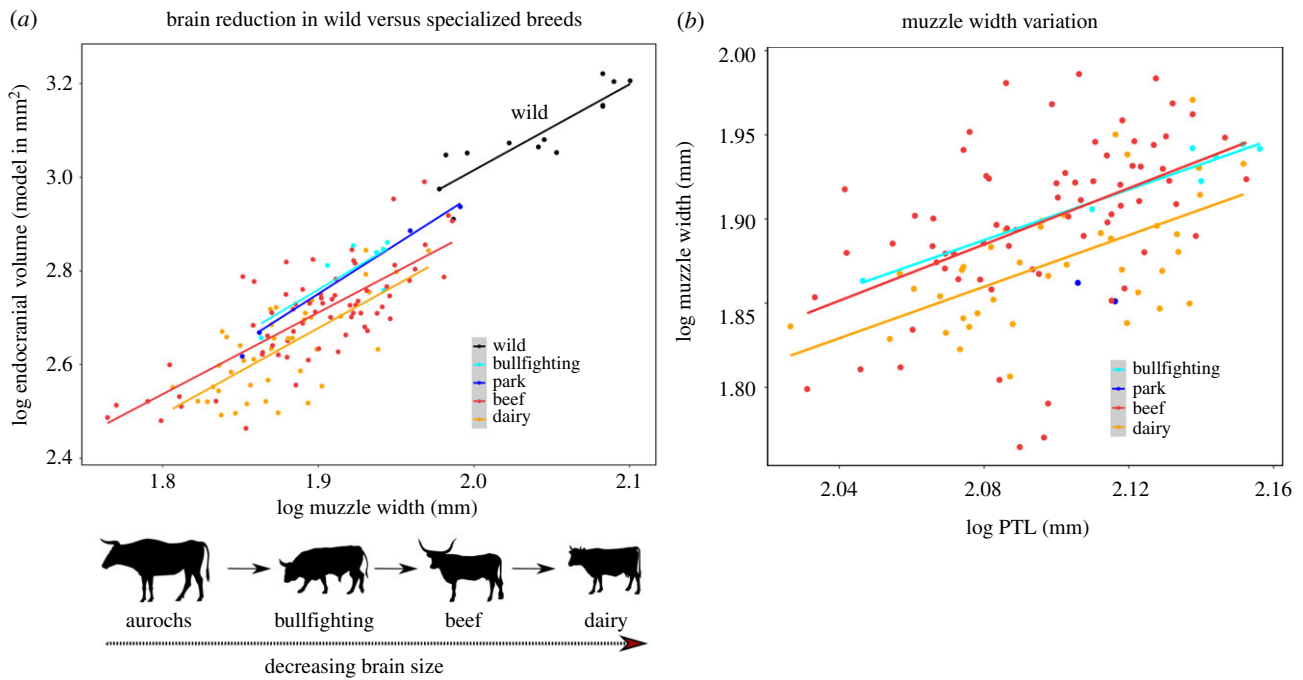 (a)
brain reduction in wild versus specialized breeds
log endocranial volume (model in mm²)
3.2
3.0
2.8
2.6
2.4
wild
wild
bullfighting
park
beef
dairy
1.8
1.9
2.0
2.1
log muzzle width (mm)
aurochs
bullfighting
beef
dairy
decreasing brain size
(b)
muzzle width variation
log muzzle width (mm)
2.00
1.95
1.90
1.85
1.80
bullfighting
park
beef
dairy
2.04
2.08
2.12
2.16
log PTL (mm)